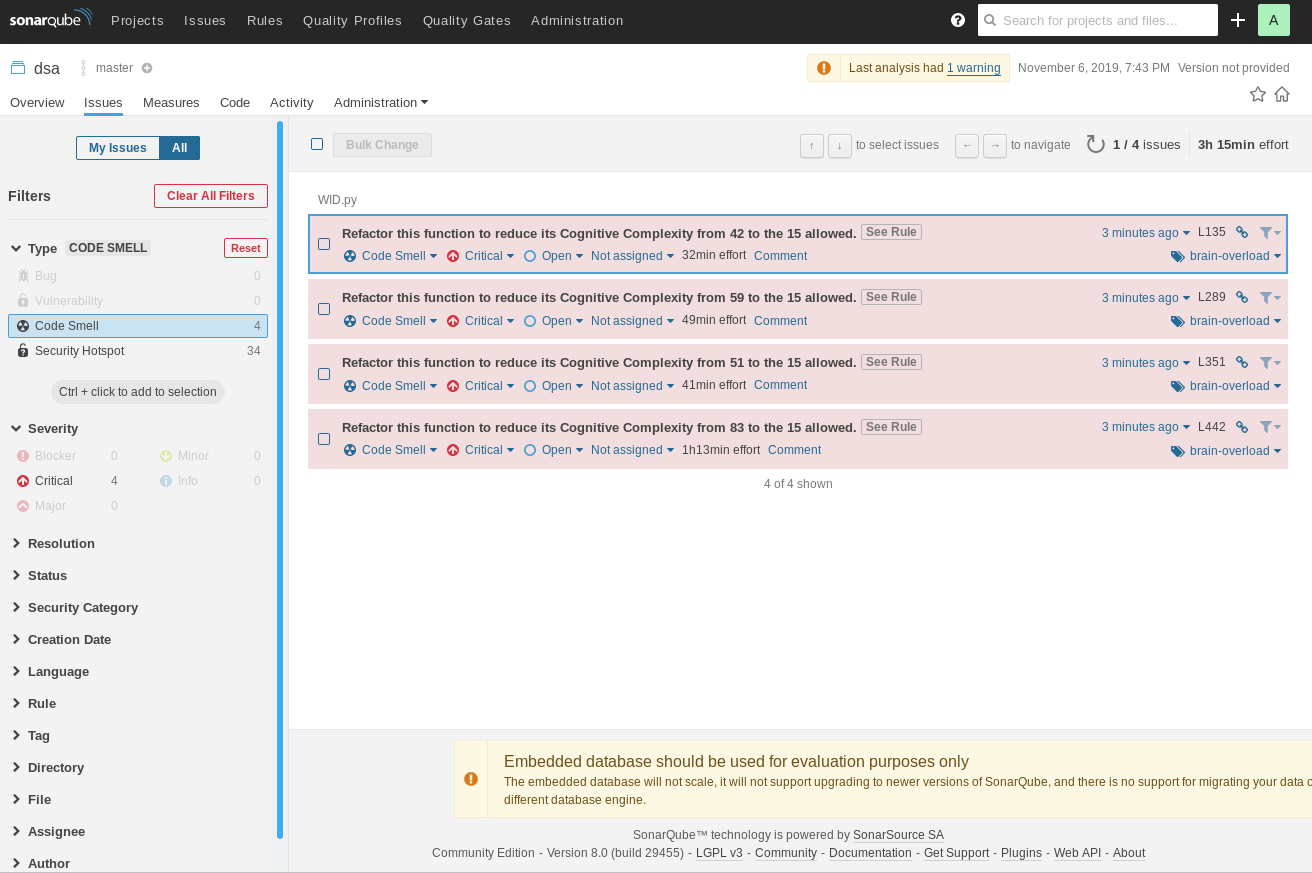 sonarqube Projects Issues Rules Quality Profiles Quality Gates Administration Search for projects and files... A
dsa master Last analysis had 1 warning November 6, 2019, 7:43 PM Version not provided
Overview Issues Measures Code Activity Administration
My Issues All
Bulk Change ↑ ↓ to select issues ← → to navigate 1 / 4 issues 3h 15min effort
Filters Clear All Filters
Type CODE SMELL Reset
Bug 0
Vulnerability 0
Code Smell 4
Security Hotspot 34
Ctrl + click to add to selection
Severity
Blocker 0 Minor 0
Critical 4 Info 0
Major 0
Resolution
Status
Security Category
Creation Date
Language
Rule
Tag
Directory
File
Assignee
Author
WID.py
Refactor this function to reduce its Cognitive Complexity from 42 to the 15 allowed. See Rule 3 minutes ago L135
Code Smell Critical Open Not assigned 32min effort Comment brain-overload
Refactor this function to reduce its Cognitive Complexity from 59 to the 15 allowed. See Rule 3 minutes ago L289
Code Smell Critical Open Not assigned 49min effort Comment brain-overload
Refactor this function to reduce its Cognitive Complexity from 51 to the 15 allowed. See Rule 3 minutes ago L351
Code Smell Critical Open Not assigned 41min effort Comment brain-overload
Refactor this function to reduce its Cognitive Complexity from 83 to the 15 allowed. See Rule 3 minutes ago L442
Code Smell Critical Open Not assigned 1h13min effort Comment brain-overload
4 of 4 shown
Embedded database should be used for evaluation purposes only
The embedded database will not scale, it will not support upgrading to newer versions of SonarQube, and there is no support for migrating your data
different database engine.
SonarQube™ technology is powered by SonarSource SA
Community Edition - Version 8.0 (build 29455) - LGPL v3 - Community - Documentation - Get Support - Plugins - Web API - About